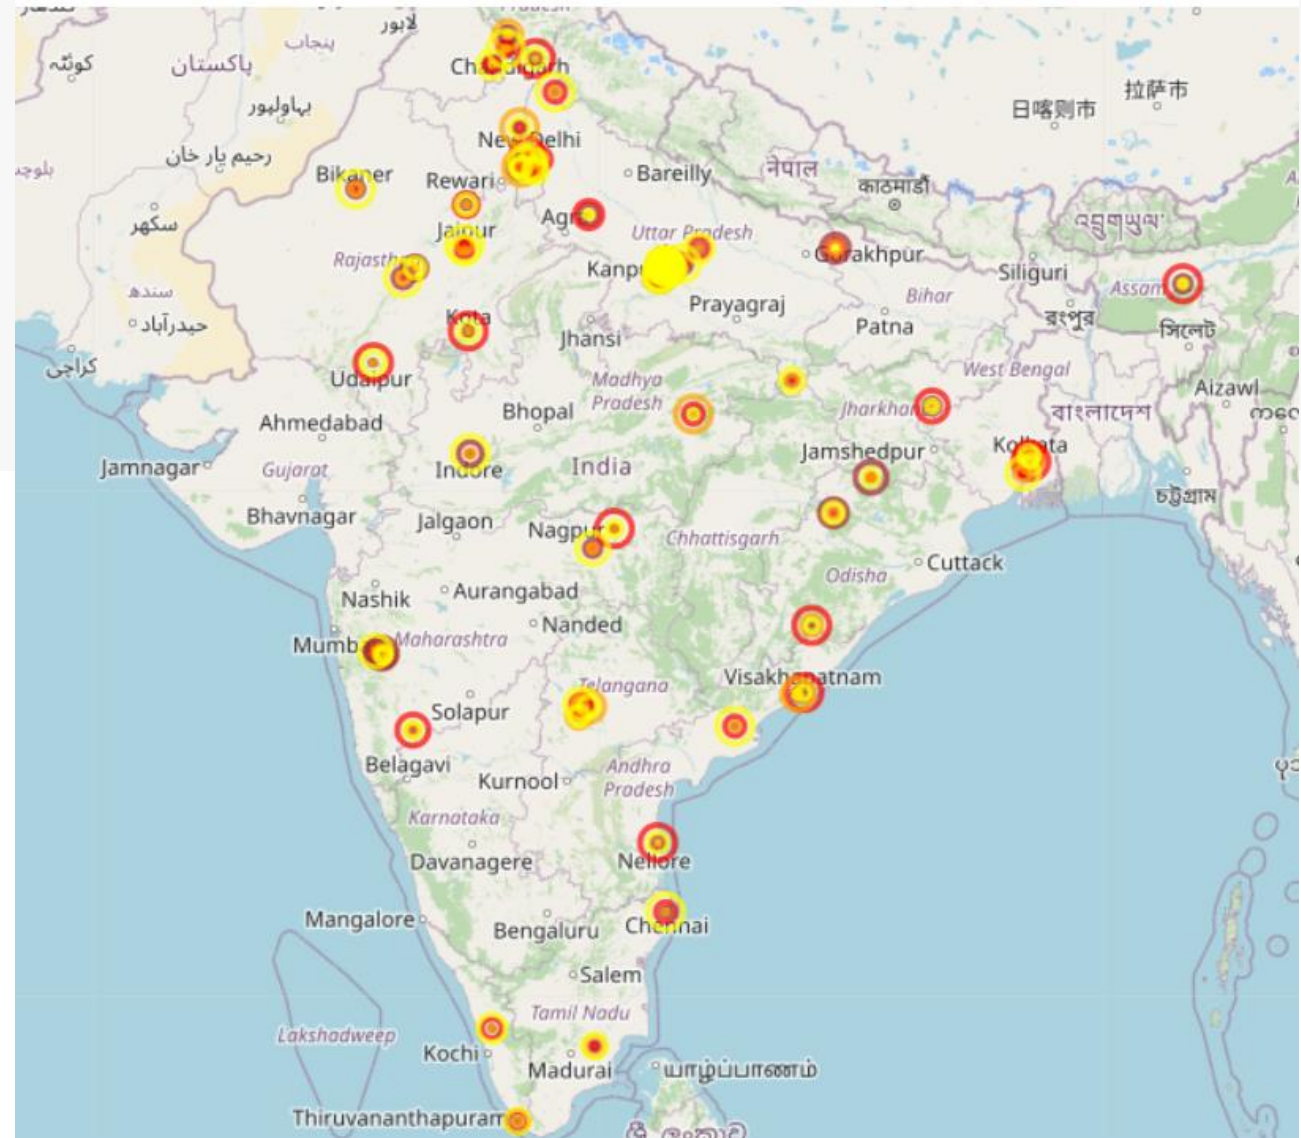 لاہور
پنجاب
کوئٹہ
پاکستان
Chandigarh
拉萨市
日喀则市
بہاولپور
New Delhi
رحیم یار خان
Bikaner
Rewari
Bareilly
नेपाल
काठमाडौं
འབྲུགཡུལ་
سکھر
Agra
Jaipur
Uttar Pradesh
Gorakhpur
Rajasthan
Kanpur
Siliguri
Assam
سندھ
Prayagraj
Bihar
রংপুর
حیدرآباد
Kota
Jhansi
Patna
সিলেট
کراچی
Udaipur
Madhya
Pradesh
West Bengal
Aizawl
Ahmedabad
Bhopal
Jharkhand
বাংলাদেশ
Jamshedpur
Kolkata
Jamnagar
Gujarat
Indore
India
চট্টগ্রাম
Bhavnagar
Jalgaon
Nagpur
Chhattisgarh
Cuttack
Odisha
Nashik
Aurangabad
Nanded
Mumb
Maharashtra
Visakhapatnam
Telangana
Solapur
Belagavi
Kurnool
Andhra
Pradesh
Karnataka
Davanagere
Nellore
Mangalore
Bengaluru
Chennai
Salem
Tamil Nadu
Lakshadweep
Kochi
Madurai
யாழ்ப்பாணம்
Thiruvananthapuram